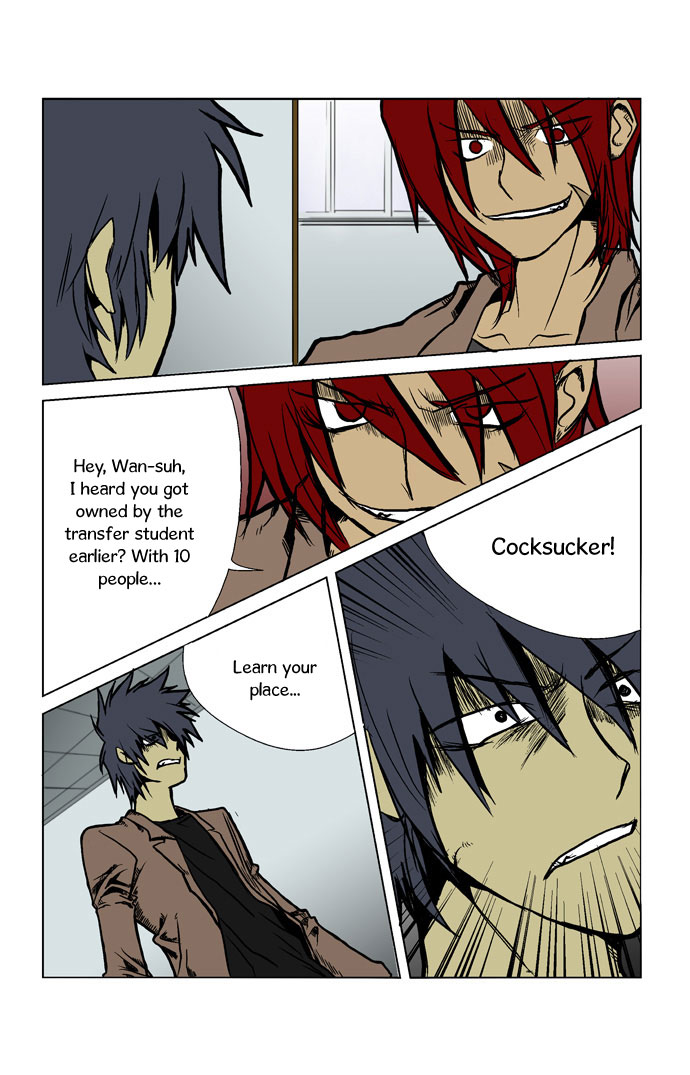 Hey, Wan-suh,
I heard you got
owned by the
transfer student
earlier? With 10
people...
Cocksucker!
Learn your
place...